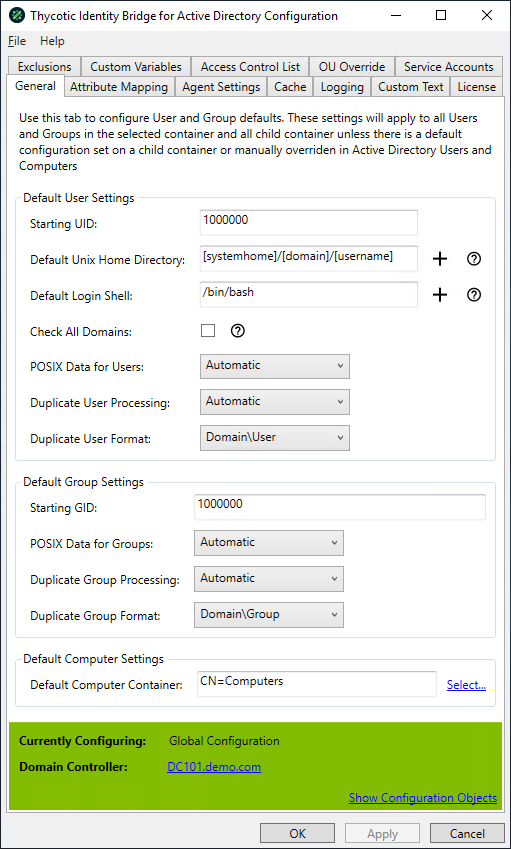 Thycotic Identity Bridge for Active Directory Configuration
File Help
Exclusions Custom Variables Access Control List OU Override Service Accounts
General Attribute Mapping Agent Settings Cache Logging Custom Text License
Use this tab to configure User and Group defaults. These settings will apply to all Users
and Groups in the selected container and all child container unless there is a default
configuration set on a child container or manually overriden in Active Directory Users and
Computers
Default User Settings
Starting UID: 1000000
Default Unix Home Directory: [systemhome]/[domain]/[username]
Default Login Shell: /bin/bash
Check All Domains:
POSIX Data for Users: Automatic
Duplicate User Processing: Automatic
Duplicate User Format: Domain\User
Default Group Settings
Starting GID: 1000000
POSIX Data for Groups: Automatic
Duplicate Group Processing: Automatic
Duplicate Group Format: Domain\Group
Default Computer Settings
Default Computer Container: CN=Computers Select...
Currently Configuring: Global Configuration
Domain Controller: DC101.demo.com
Show Configuration Objects
OK Apply Cancel